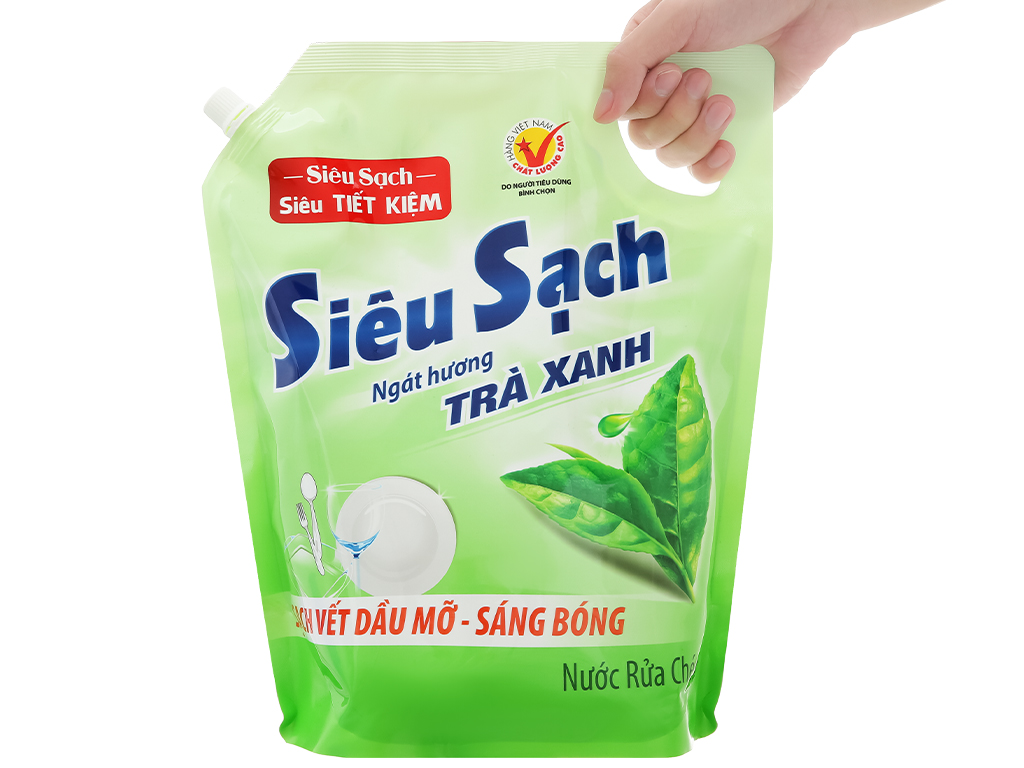 HÀNG VIỆT NAM
CHẤT LƯỢNG CAO
DO NGƯỜI TIÊU DÙNG
BÌNH CHỌN
Siêu Sạch
Siêu TIẾT KIỆM
Siêu Sạch
Ngát hương
TRÀ XANH
VẾT DẦU MỠ - SÁNG BÓNG
Nước Rửa